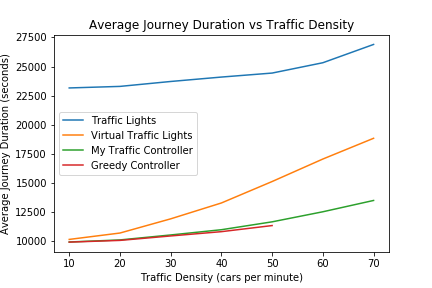 Average Journey Duration vs Traffic Density
Average Journey Duration (seconds)
27500
25000
22500
20000
17500
15000
12500
10000
Traffic Lights
Virtual Traffic Lights
My Traffic Controller
Greedy Controller
10 20 30 40 50 60 70
Traffic Density (cars per minute)